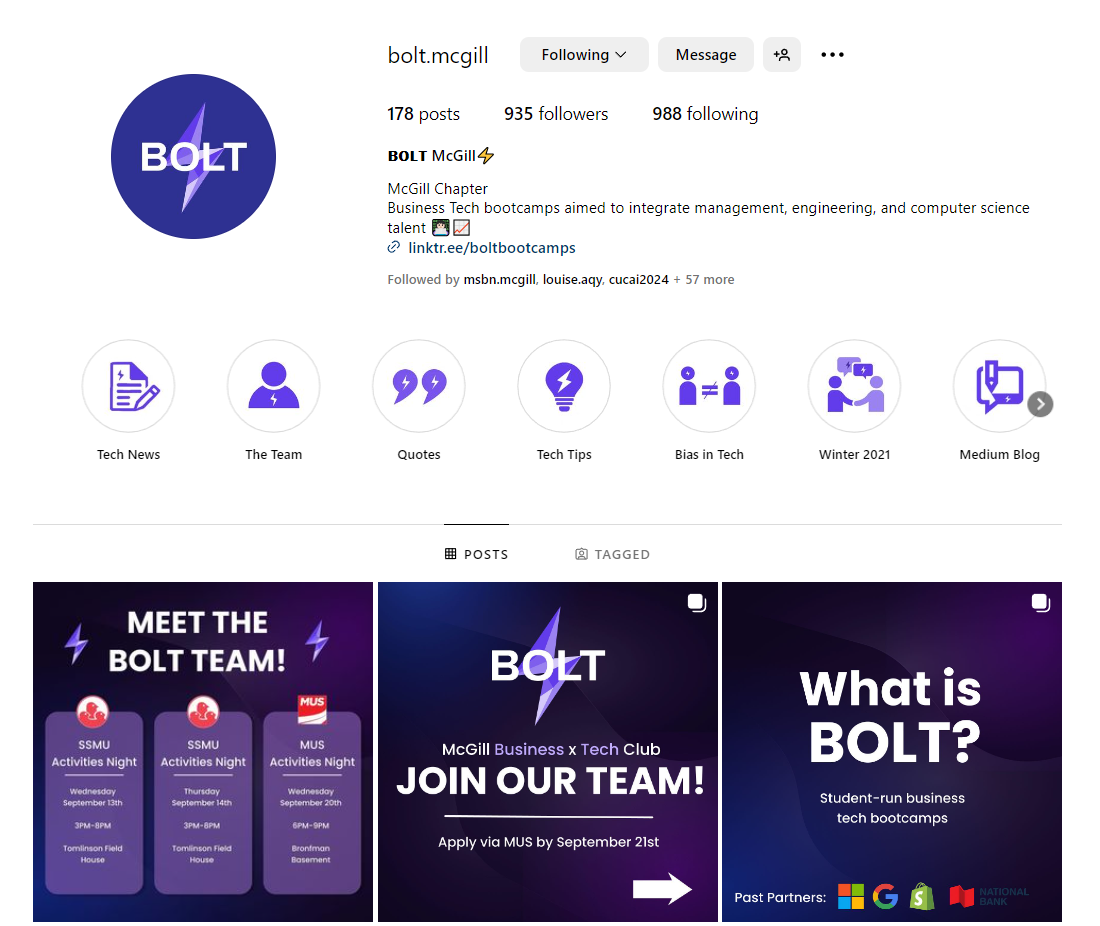 bolt.mcgill
Following
Message
178 posts
935 followers
988 following
BOLT McGill⚡
McGill Chapter
Business Tech bootcamps aimed to integrate management, engineering, and computer science
talent 👩🏻‍💻📈
linktr.ee/boltbootcamps
Followed by msbn.mcgill, louise.aqy, cucai2024 + 57 more
BOLT
Tech News
The Team
Quotes
Tech Tips
Bias in Tech
Winter 2021
Medium Blog
POSTS
TAGGED
MEET THE
BOLT TEAM!
SSMU
Activities Night
Wednesday
September 13th
3PM-8PM
Tomlinson Field
House
SSMU
Activities Night
Thursday
September 14th
3PM-8PM
Tomlinson Field
House
MUS
MUS
Activities Night
Wednesday
September 20th
6PM-9PM
Bronfman
Basement
BOLT
McGill Business x Tech Club
JOIN OUR TEAM!
Apply via MUS by September 21st
What is
BOLT?
Student-run business
tech bootcamps
Past Partners:
NATIONAL
BANK